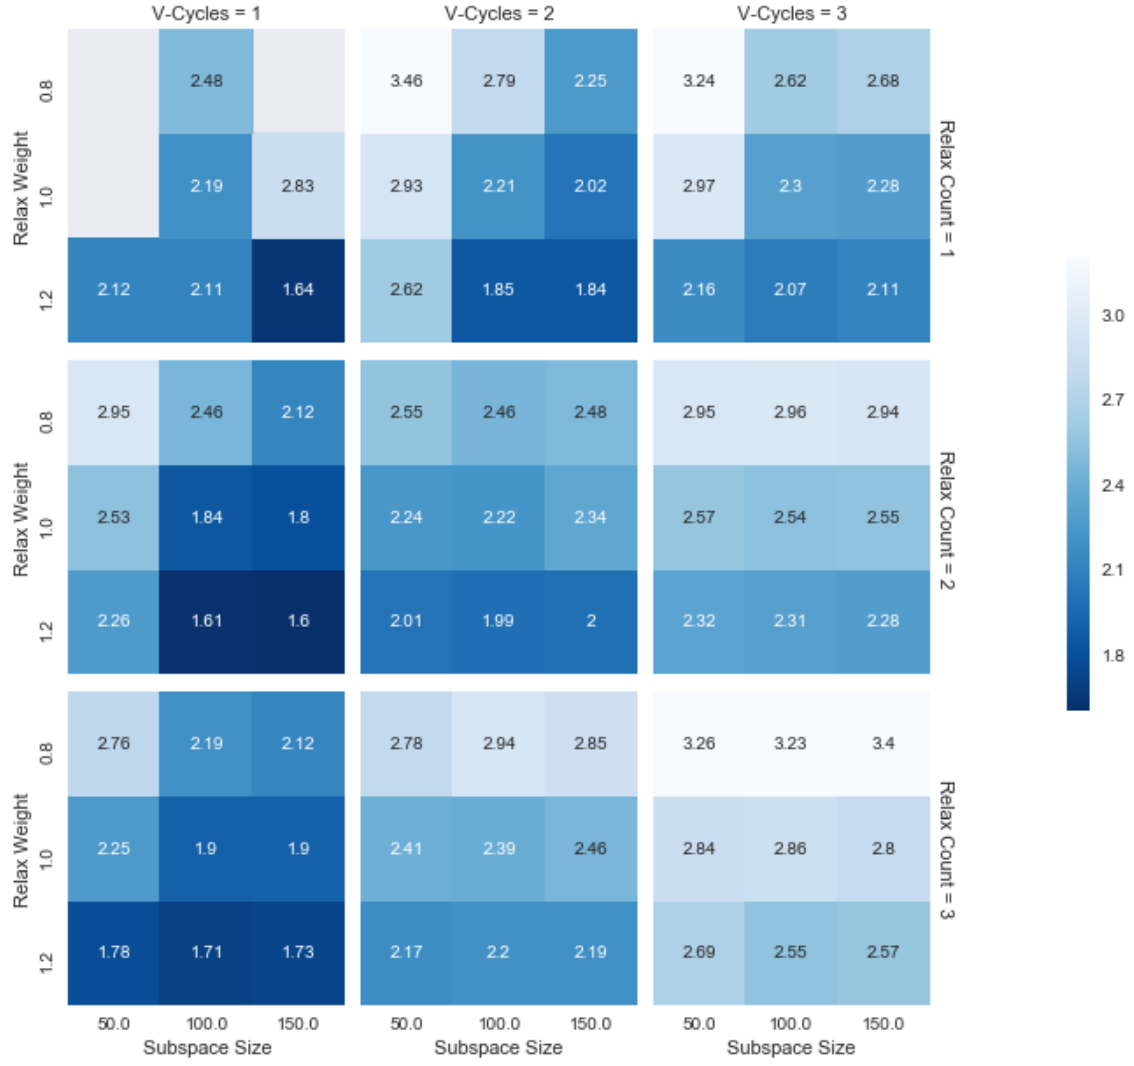 V-Cycles = 1 V-Cycles = 2 V-Cycles = 3
0.8 2.48 3.46 2.79 2.25 3.24 2.62 2.68
Relax Weight 1.0 2.19 2.83 2.93 2.21 2.02 2.97 2.3 2.28 Relax Count = 1
1.2 2.12 2.11 1.64 2.62 1.85 1.84 2.16 2.07 2.11
0.8 2.95 2.46 2.12 2.55 2.46 2.48 2.95 2.96 2.94
Relax Weight 1.0 2.53 1.84 1.8 2.24 2.22 2.34 2.57 2.54 2.55 Relax Count = 2
1.2 2.26 1.61 1.6 2.01 1.99 2 2.32 2.31 2.28
0.8 2.76 2.19 2.12 2.78 2.94 2.85 3.26 3.23 3.4
Relax Weight 1.0 2.25 1.9 1.9 2.41 2.39 2.46 2.84 2.86 2.8 Relax Count = 3
1.2 1.78 1.71 1.73 2.17 2.2 2.19 2.69 2.55 2.57
50.0 100.0 150.0 50.0 100.0 150.0 50.0 100.0 150.0
Subspace Size Subspace Size Subspace Size
3.0
2.7
2.4
2.1
1.8